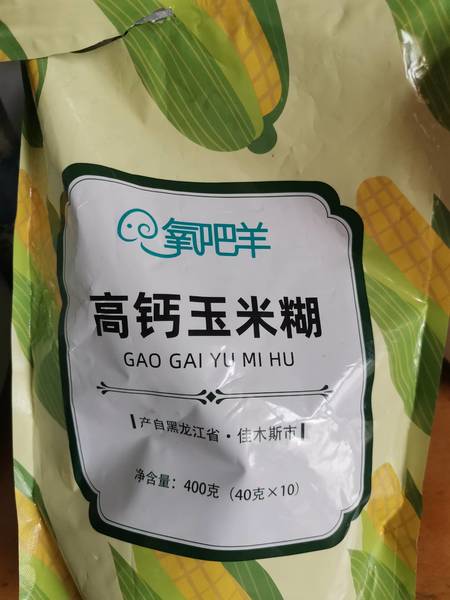 氧吧羊
高钙玉米糊
GAO GAI YU MI HU
产自黑龙江省·佳木斯市
净含量：400克（40克×10）